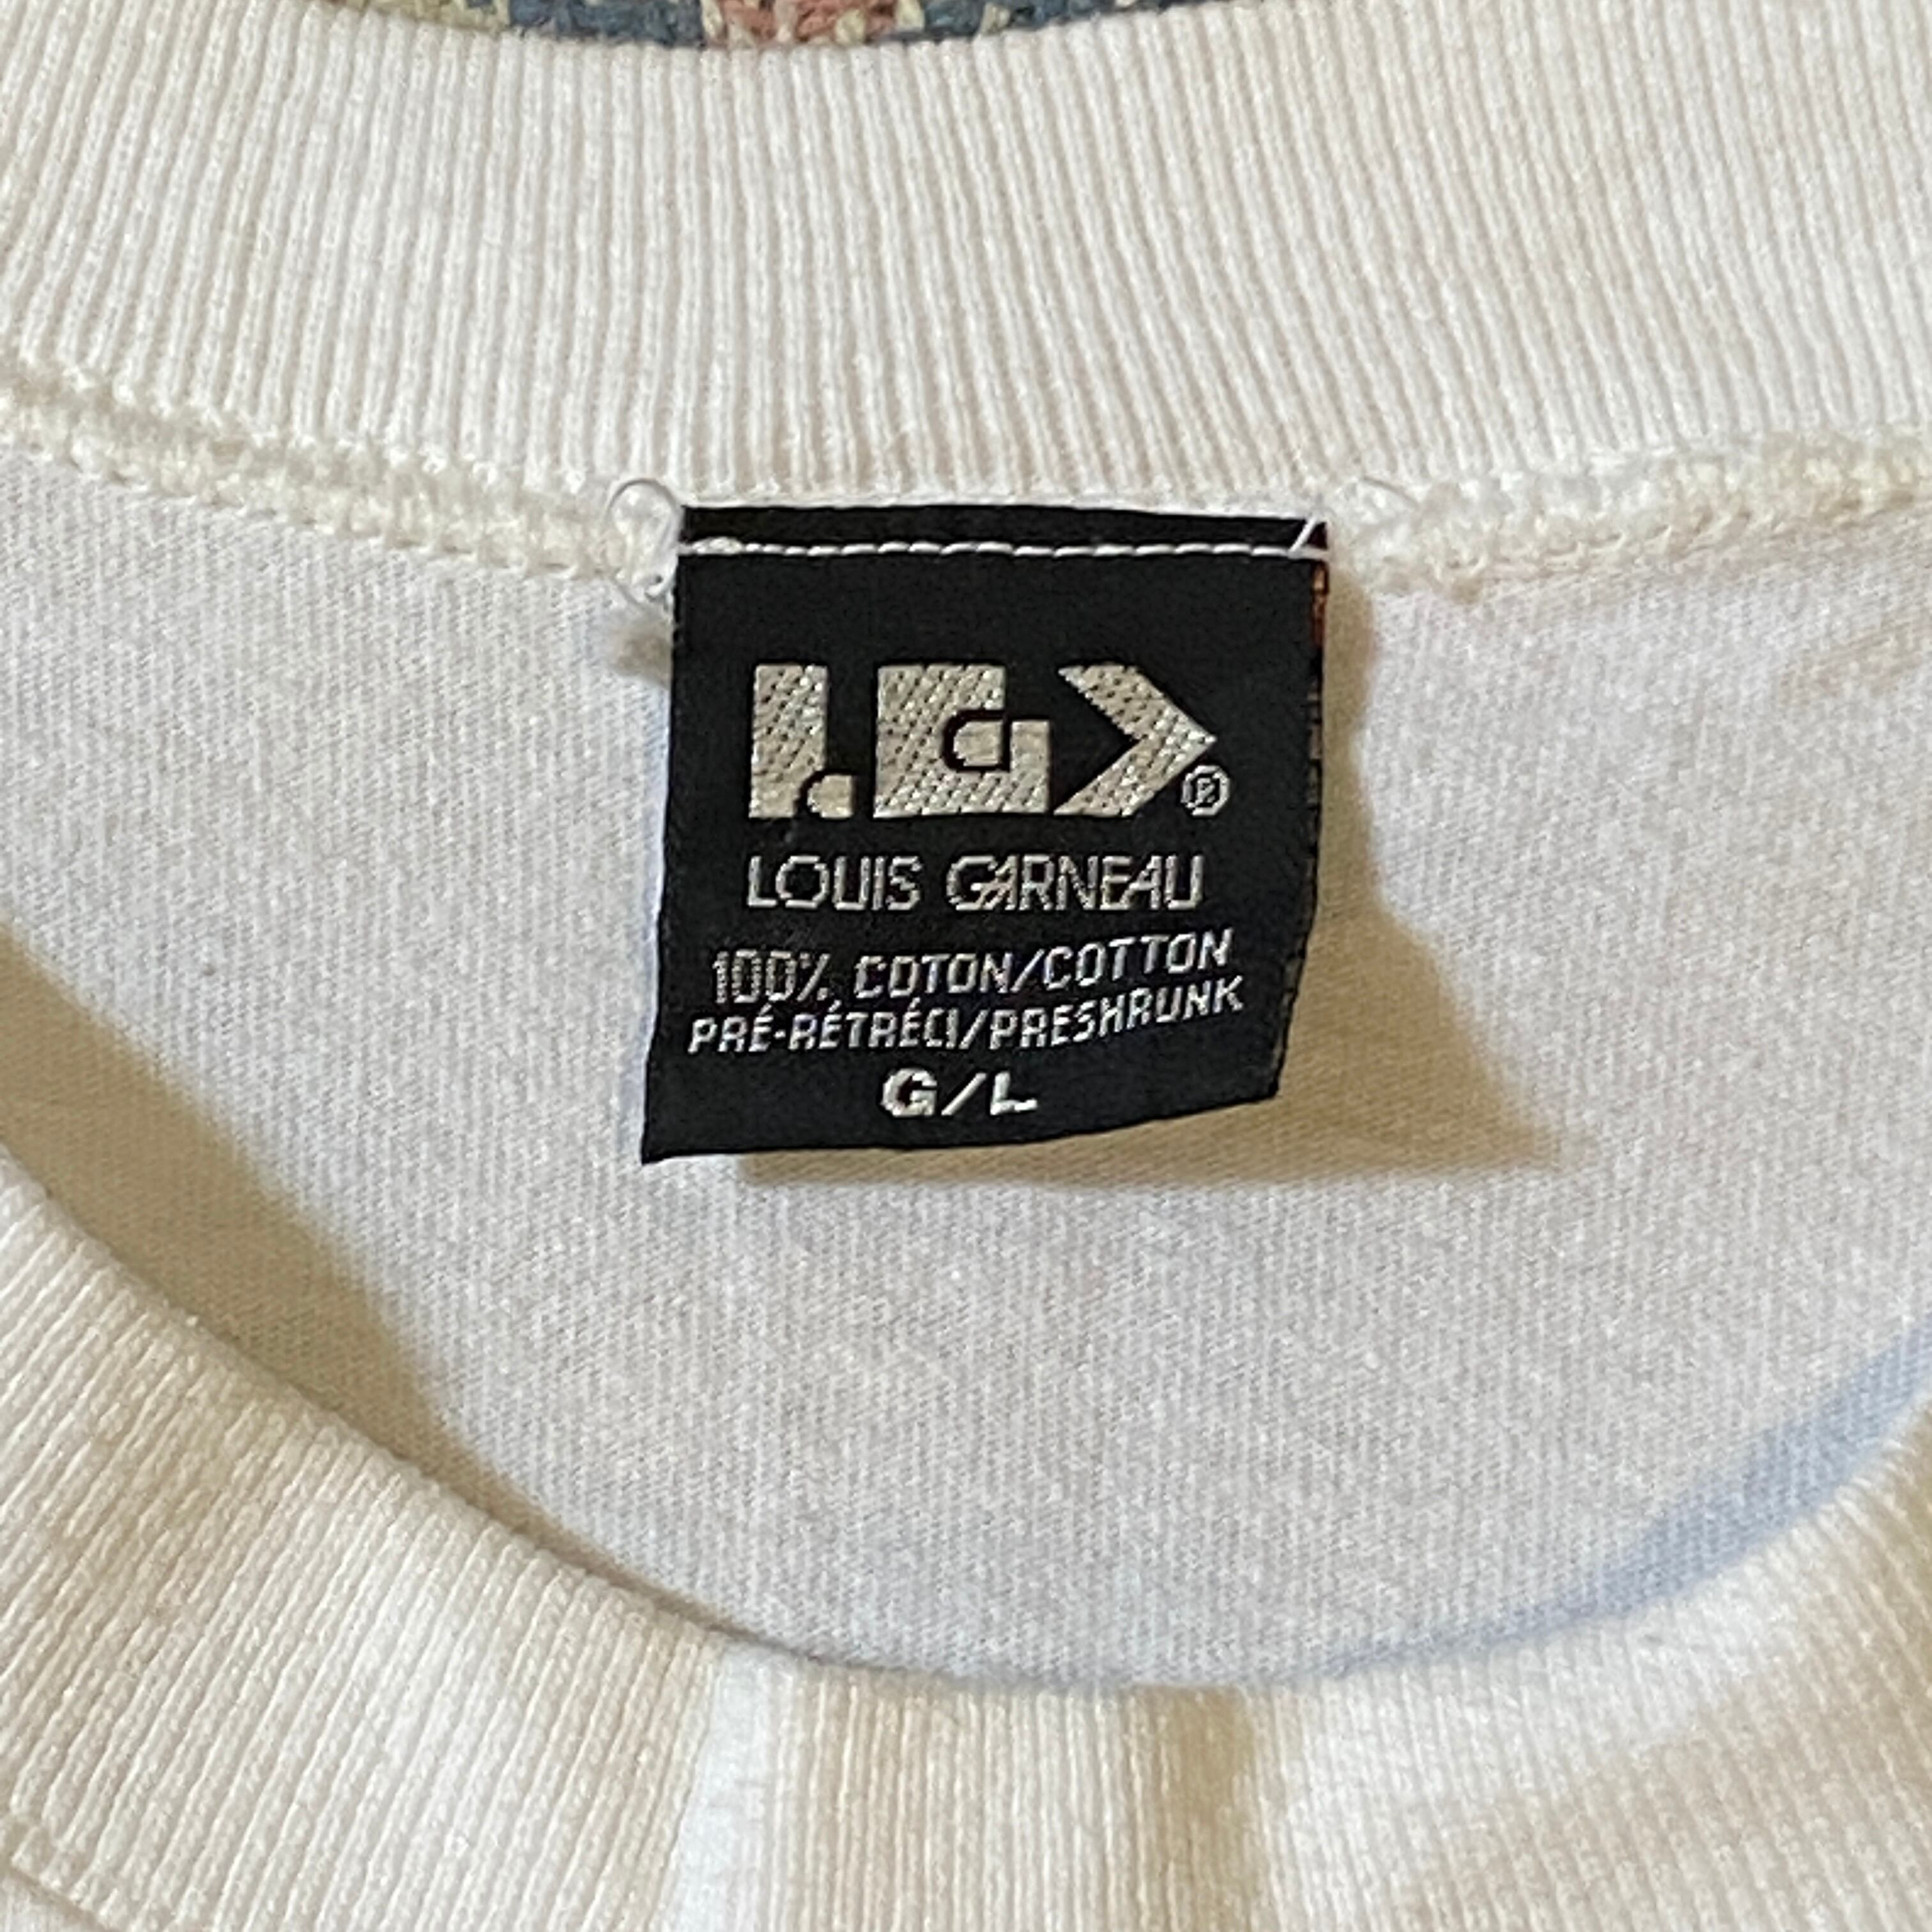 LG®
LOUIS GARNEAU
100% COTON/COTTON
PRÉ-RÉTRÉCI/PRESHRUNK
G/L